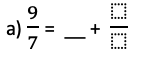 a) 9/7 = __ + □/□